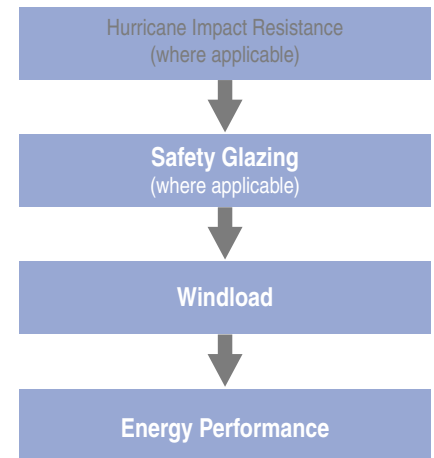 Hurricane Impact Resistance
(where applicable)
Safety Glazing
(where applicable)
Windload
Energy Performance